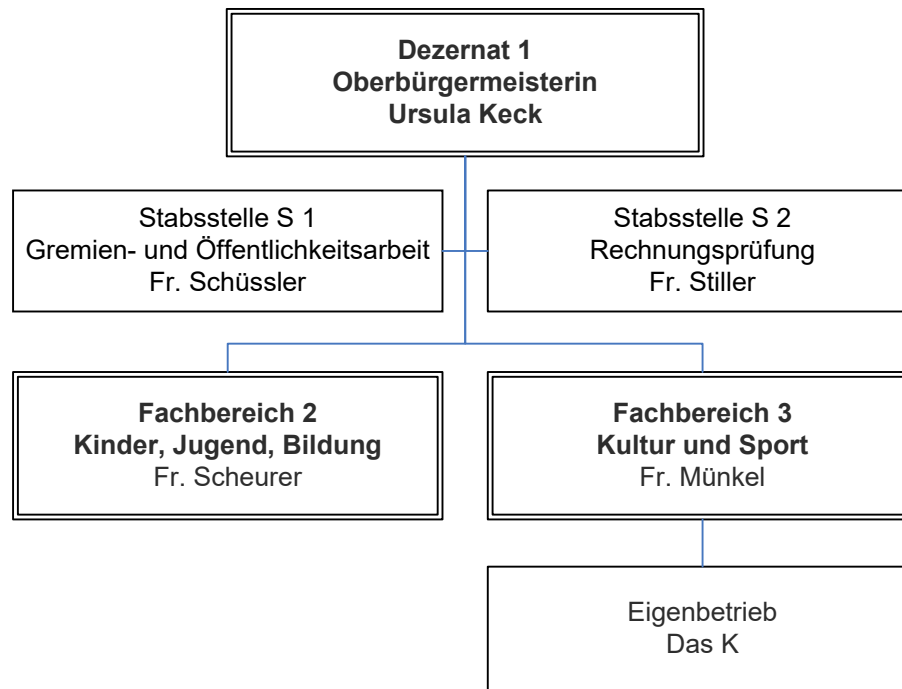 Dezernat 1
Oberbürgermeisterin
Ursula Keck
Stabsstelle S 1
Gremien- und Öffentlichkeitsarbeit
Fr. Schüssler
Stabsstelle S 2
Rechnungsprüfung
Fr. Stiller
Fachbereich 2
Kinder, Jugend, Bildung
Fr. Scheurer
Fachbereich 3
Kultur und Sport
Fr. Münkel
Eigenbetrieb
Das K